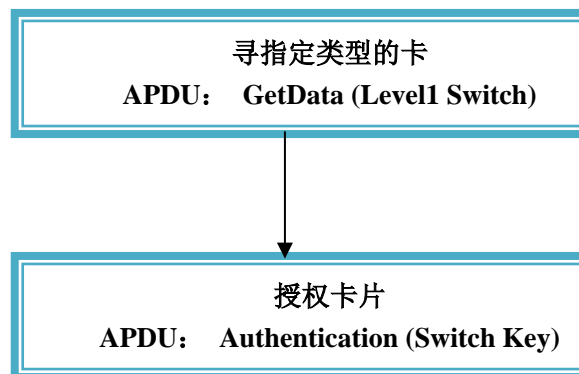 寻指定类型的卡
APDU： GetData (Level1 Switch)
授权卡片
APDU： Authentication (Switch Key)